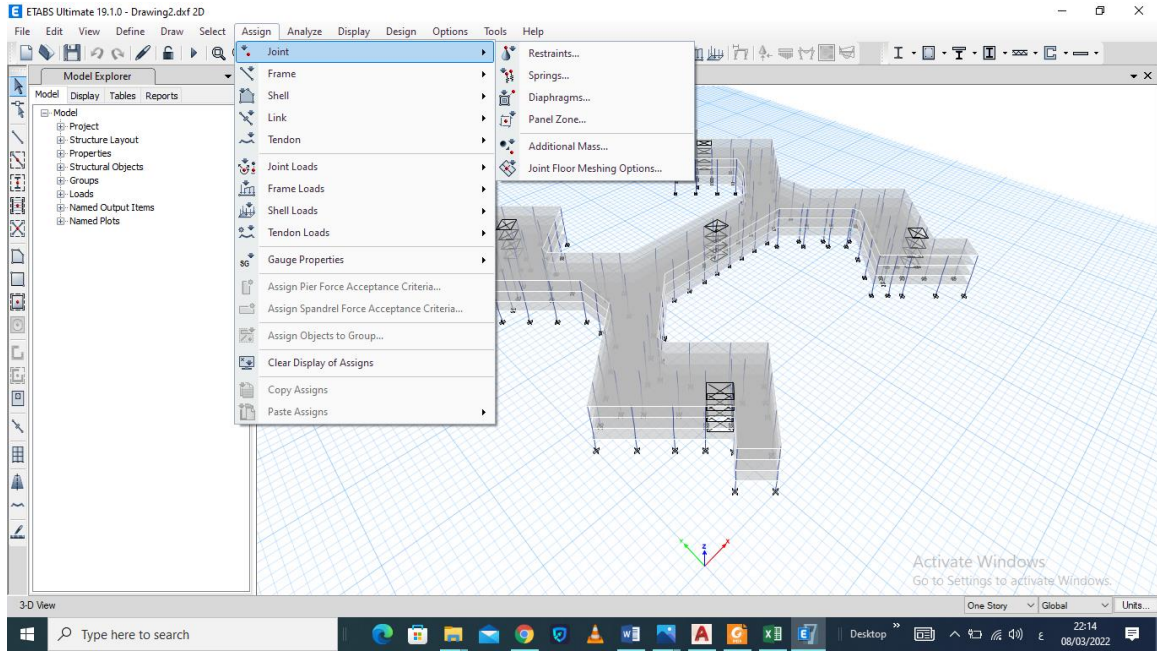 ETABS Ultimate 19.1.0 - Drawing2.dxf 2D
File Edit View Define Draw Select Assign Analyze Display Design Options Tools Help
Model Explorer
Model Display Tables Reports
Model
Project
Structure Layout
Properties
Structural Objects
Groups
Loads
Named Output Items
Named Plots
Joint
Frame
Shell
Link
Tendon
Joint Loads
Frame Loads
Shell Loads
Tendon Loads
Gauge Properties
Assign Pier Force Acceptance Criteria...
Assign Spandrel Force Acceptance Criteria...
Assign Objects to Group...
Clear Display of Assigns
Copy Assigns
Paste Assigns
Restraints...
Springs...
Diaphragms...
Panel Zone...
Additional Mass...
Joint Floor Meshing Options...
Y Z X
Activate Windows
Go to Settings to activate Windows.
3-D View
One Story Global Units...
Type here to search
Desktop
22:14
08/03/2022